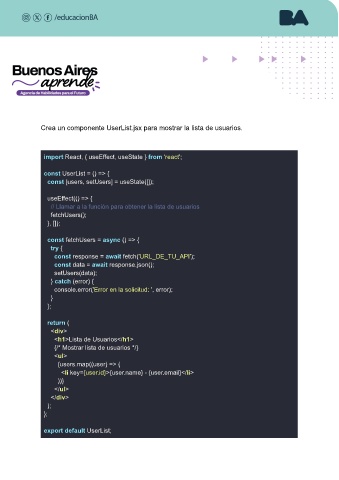 /educacionBA
BA
Buenos Aires
aprende
Agencia de Habilidades para el Futuro
Crea un componente UserList.jsx para mostrar la lista de usuarios.
import React, { useEffect, useState } from 'react';
const UserList = () => {
const [users, setUsers] = useState([]);
useEffect(() => {
// Llamar a la función para obtener la lista de usuarios
fetchUsers();
}, []);
const fetchUsers = async () => {
try {
const response = await fetch('URL_DE_TU_API');
const data = await response.json();
setUsers(data);
} catch (error) {
console.error('Error en la solicitud: ', error);
}
};
return (
<div>
<h1>Lista de Usuarios</h1>
{/* Mostrar lista de usuarios */}
<ul>
{users.map((user) => (
<li key={user.id}>{user.name} - {user.email}</li>
))}
</ul>
</div>
);
};
export default UserList;